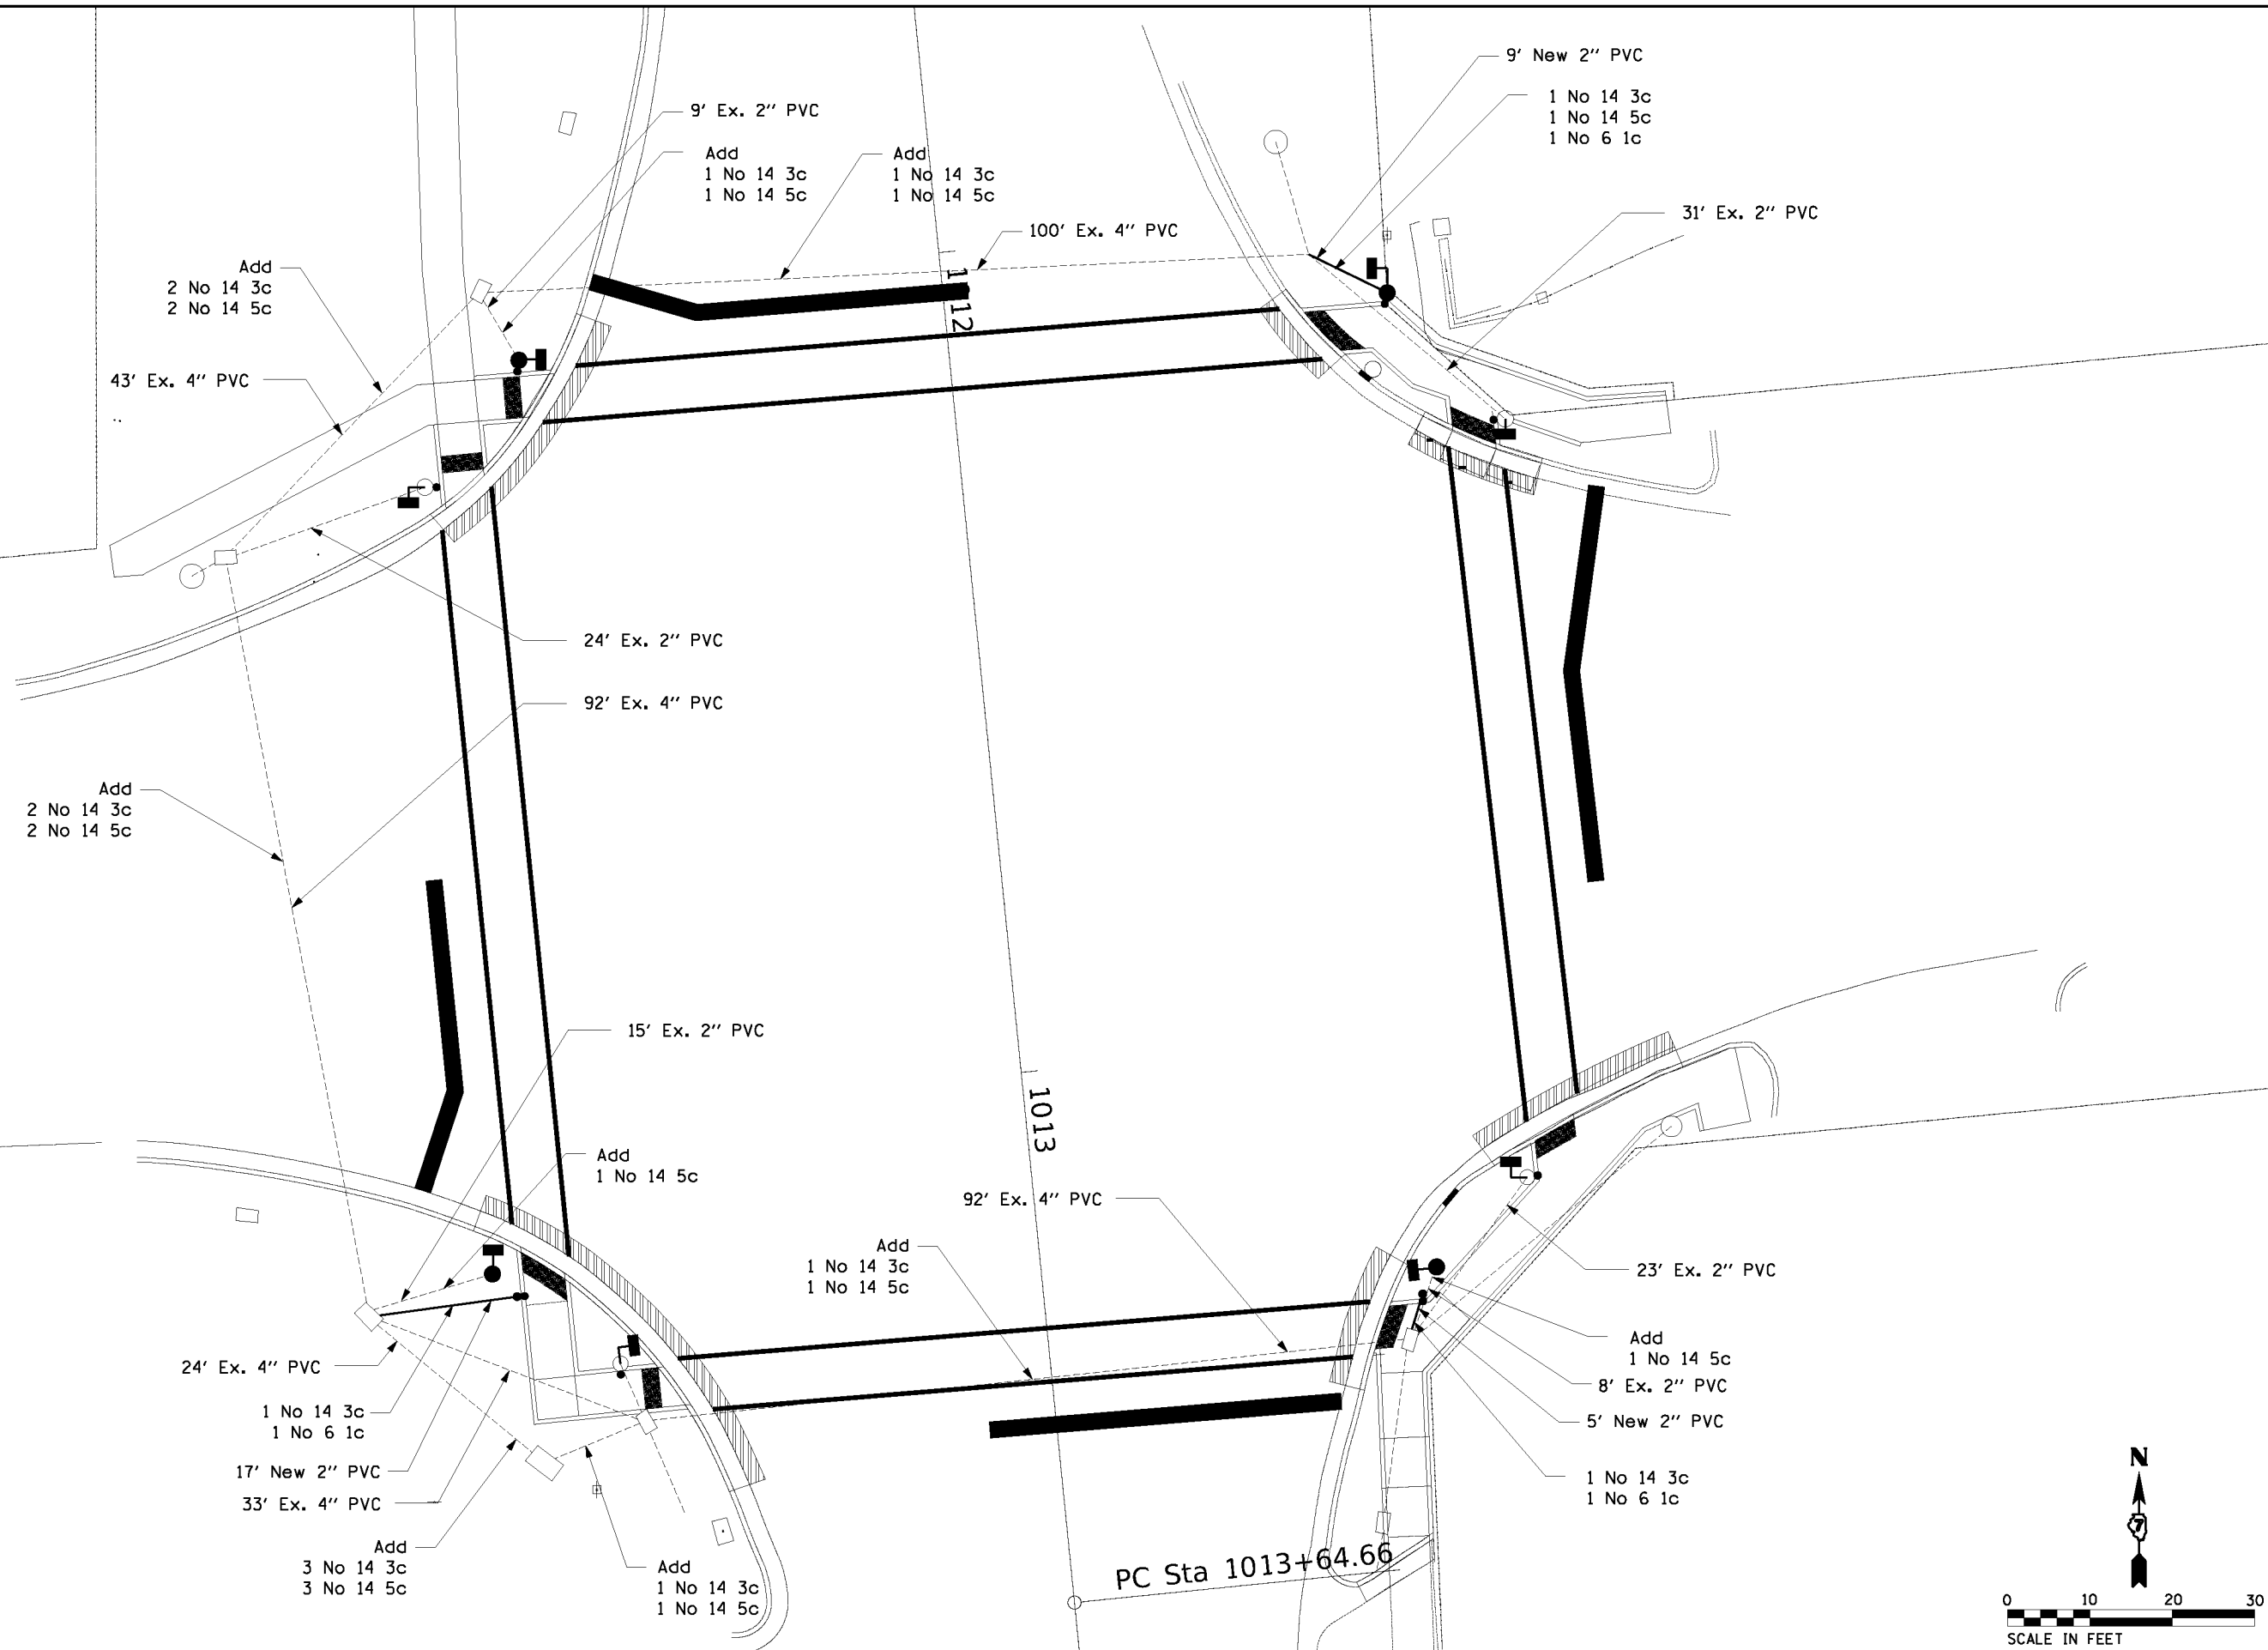 9' New 2" PVC
1 No 14 3c
1 No 14 5c
1 No 6 1c
9' Ex. 2" PVC
Add
1 No 14 3c
1 No 14 5c
Add
1 No 14 3c
1 No 14 5c
31' Ex. 2" PVC
100' Ex. 4" PVC
Add
2 No 14 3c
2 No 14 5c
1012
43' Ex. 4" PVC
24' Ex. 2" PVC
92' Ex. 4" PVC
Add
2 No 14 3c
2 No 14 5c
15' Ex. 2" PVC
1013
Add
1 No 14 5c
92' Ex. 4" PVC
Add
1 No 14 3c
1 No 14 5c
23' Ex. 2" PVC
Add
1 No 14 5c
24' Ex. 4" PVC
8' Ex. 2" PVC
1 No 14 3c
1 No 6 1c
5' New 2" PVC
17' New 2" PVC
33' Ex. 4" PVC
1 No 14 3c
1 No 6 1c
Add
3 No 14 3c
3 No 14 5c
Add
1 No 14 3c
1 No 14 5c
PC Sta 1013+64.66
N
7
0 10 20 30
SCALE IN FEET